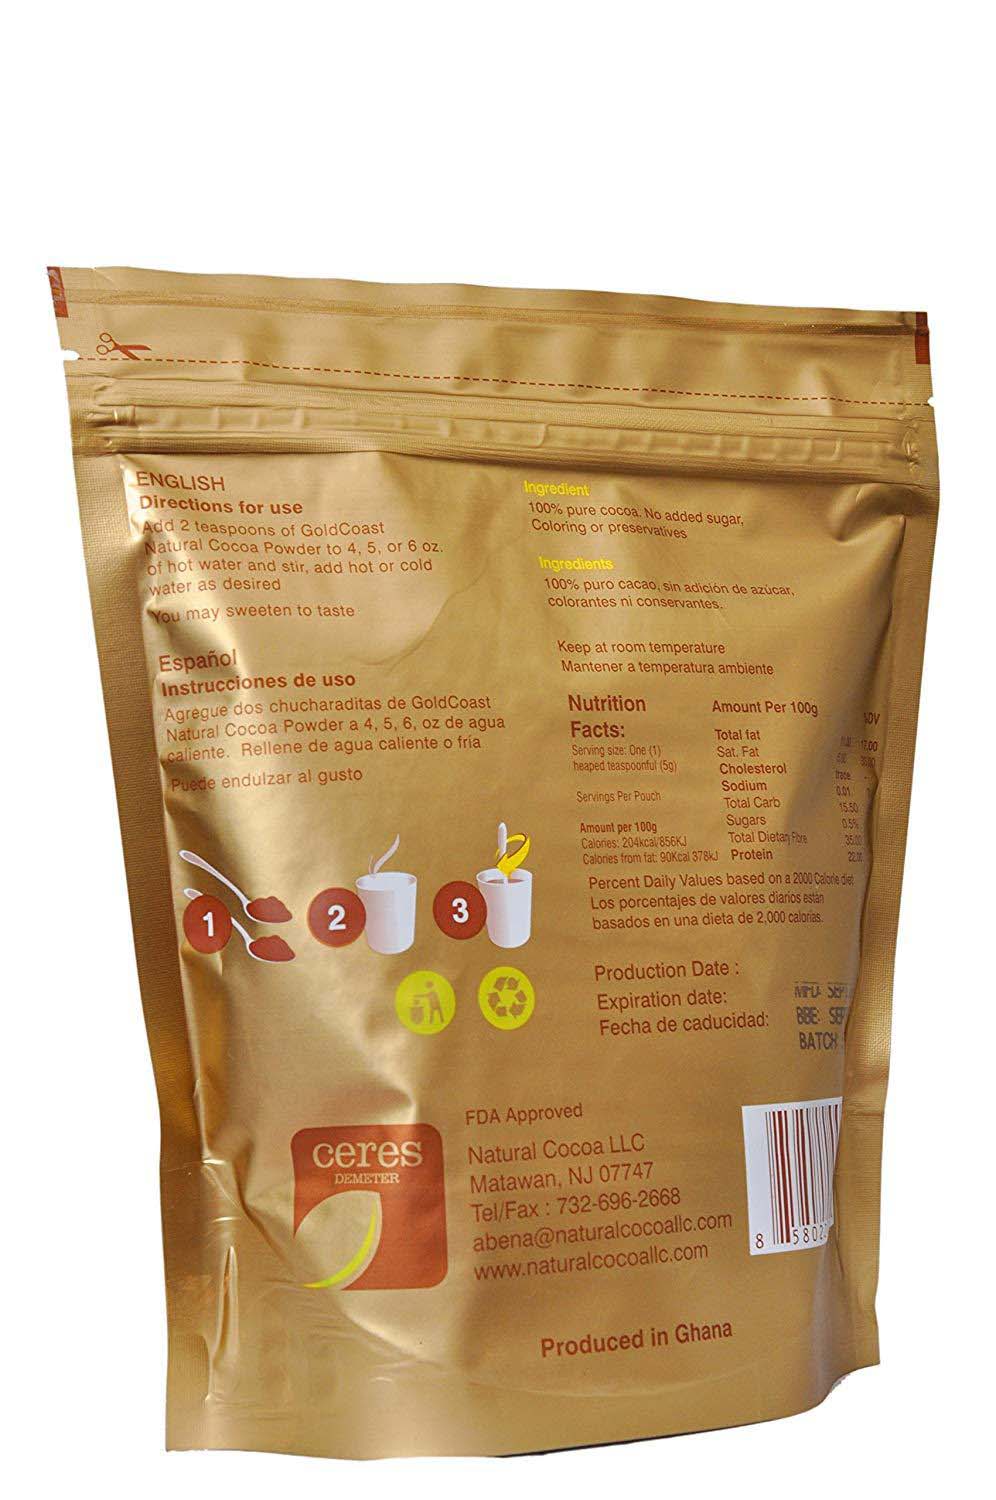 ENGLISH
Directions for use
Add 2 teaspoons of GoldCoast
Natural Cocoa Powder to 4, 5, or 6 oz.
of hot water and stir, add hot or cold
water as desired
You may sweeten to taste
Español
Instrucciones de uso
Agregue dos chucharaditas de GoldCoast
Natural Cocoa Powder a 4, 5, 6, oz de agua
caliente. Rellene de agua caliente o fría
Puede endulzar al gusto
1
2
3
Ingredient
100% pure cocoa. No added sugar,
Coloring or preservatives
Ingredients
100% puro cacao, sin adición de azúcar,
colorantes ni conservantes.
Keep at room temperature
Mantener a temperatura ambiente
Nutrition
Facts:
Serving size: One (1)
heaped teaspoonful (5g)
Servings Per Pouch
Amount per 100g
Calories: 204kcal/856KJ
Calories from fat: 90Kcal 378kJ
Amount Per 100g
%DV
Total fat 17.00
Sat. Fat
Cholesterol trace
Sodium 0.01
Total Carb 15.50
Sugars 0.5%
Total Dietary Fibre 35.00
Protein 22.00
Percent Daily Values based on a 2000 Calorie diet
Los porcentajes de valores diarios están
basados en una dieta de 2,000 calorias.
Production Date :
Expiration date:
Fecha de caducidad:
MFD: SEP
BBE: SEP
BATCH
FDA Approved
ceres
DEMETER
Natural Cocoa LLC
Matawan, NJ 07747
Tel/Fax : 732-696-2668
abena@naturalcocoallc.com
www.naturalcocoallc.com
8 5802
Produced in Ghana